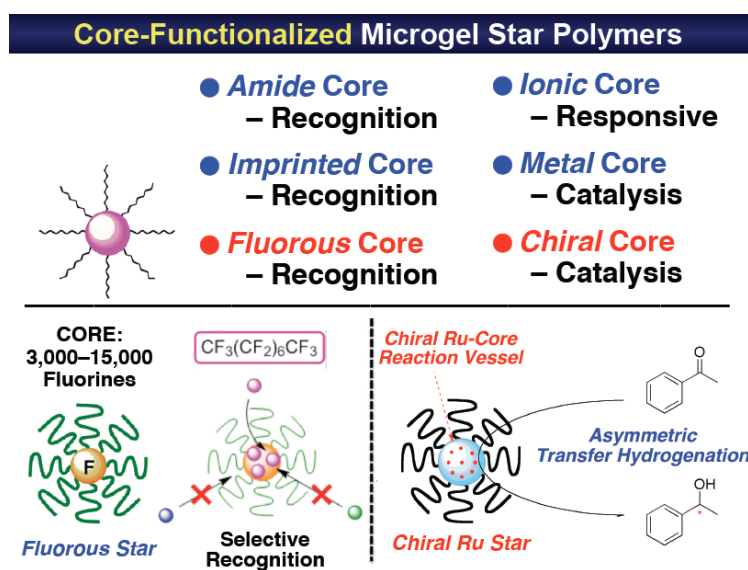 Core-Functionalized Microgel Star Polymers
● Amide Core
– Recognition
● Imprinted Core
– Recognition
● Fluorous Core
– Recognition
● Ionic Core
– Responsive
● Metal Core
– Catalysis
● Chiral Core
– Catalysis
CORE:
3,000–15,000
Fluorines
F
Fluorous Star
CF3(CF2)6CF3
Selective
Recognition
Chiral Ru-Core
Reaction Vessel
Chiral Ru Star
O
Asymmetric
Transfer Hydrogenation
OH
*